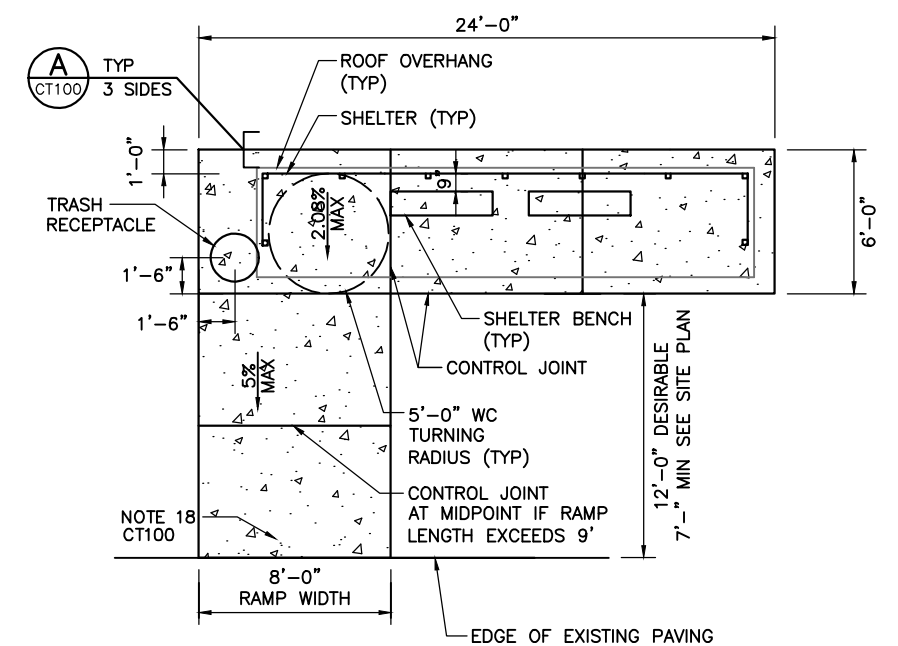 24'-0"
A
CT100
TYP
3 SIDES
ROOF OVERHANG
(TYP)
SHELTER (TYP)
1'-0"
9"
2.08%
MAX
6'-0"
TRASH
RECEPTACLE
1'-6"
1'-6"
SHELTER BENCH
(TYP)
CONTROL JOINT
5%
MAX
5'-0" WC
TURNING
RADIUS (TYP)
12'-0" DESIRABLE
7'-" MIN SEE SITE PLAN
CONTROL JOINT
AT MIDPOINT IF RAMP
LENGTH EXCEEDS 9'
NOTE 18
CT100
8'-0"
RAMP WIDTH
EDGE OF EXISTING PAVING